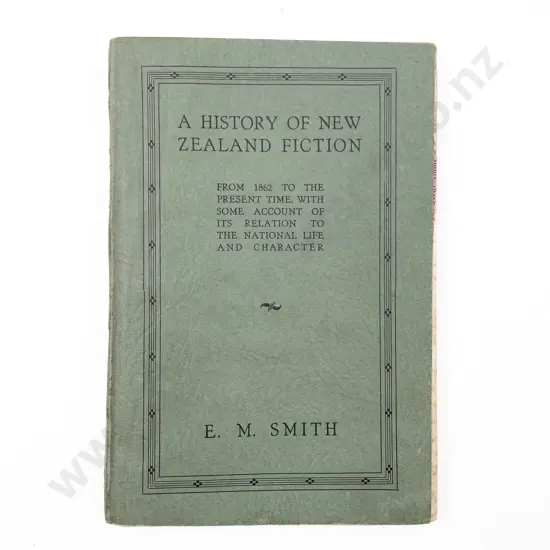 A HISTORY OF NEW
ZEALAND FICTION
FROM 1862 TO THE
PRESENT TIME, WITH
SOME ACCOUNT OF
ITS RELATION TO
THE NATIONAL LIFE
AND CHARACTER
E. M. SMITH